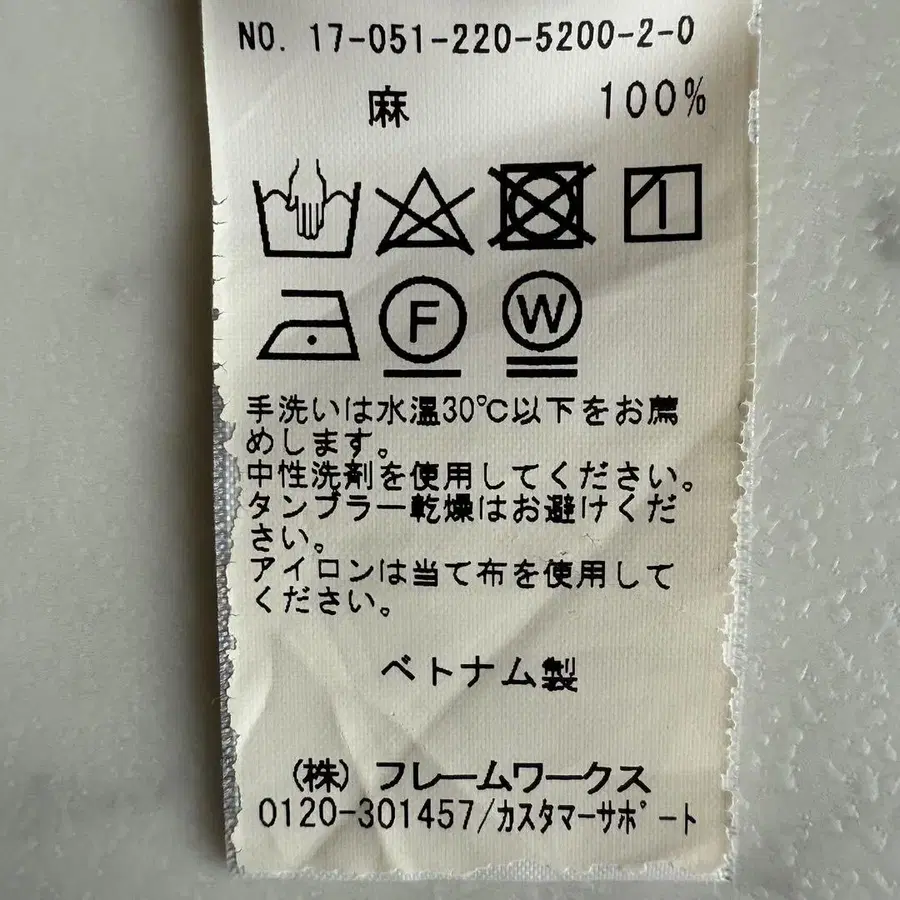 NO. 17-051-220-5200-2-0
麻 100%
F W
手洗いは水温30℃以下をお薦
めします。
中性洗剤を使用してください。
タンブラー乾燥はお避けくだ
さい。
アイロンは当て布を使用して
ください。
ベトナム製
(株) フレームワークス
0120-301457/カスタマーサポート